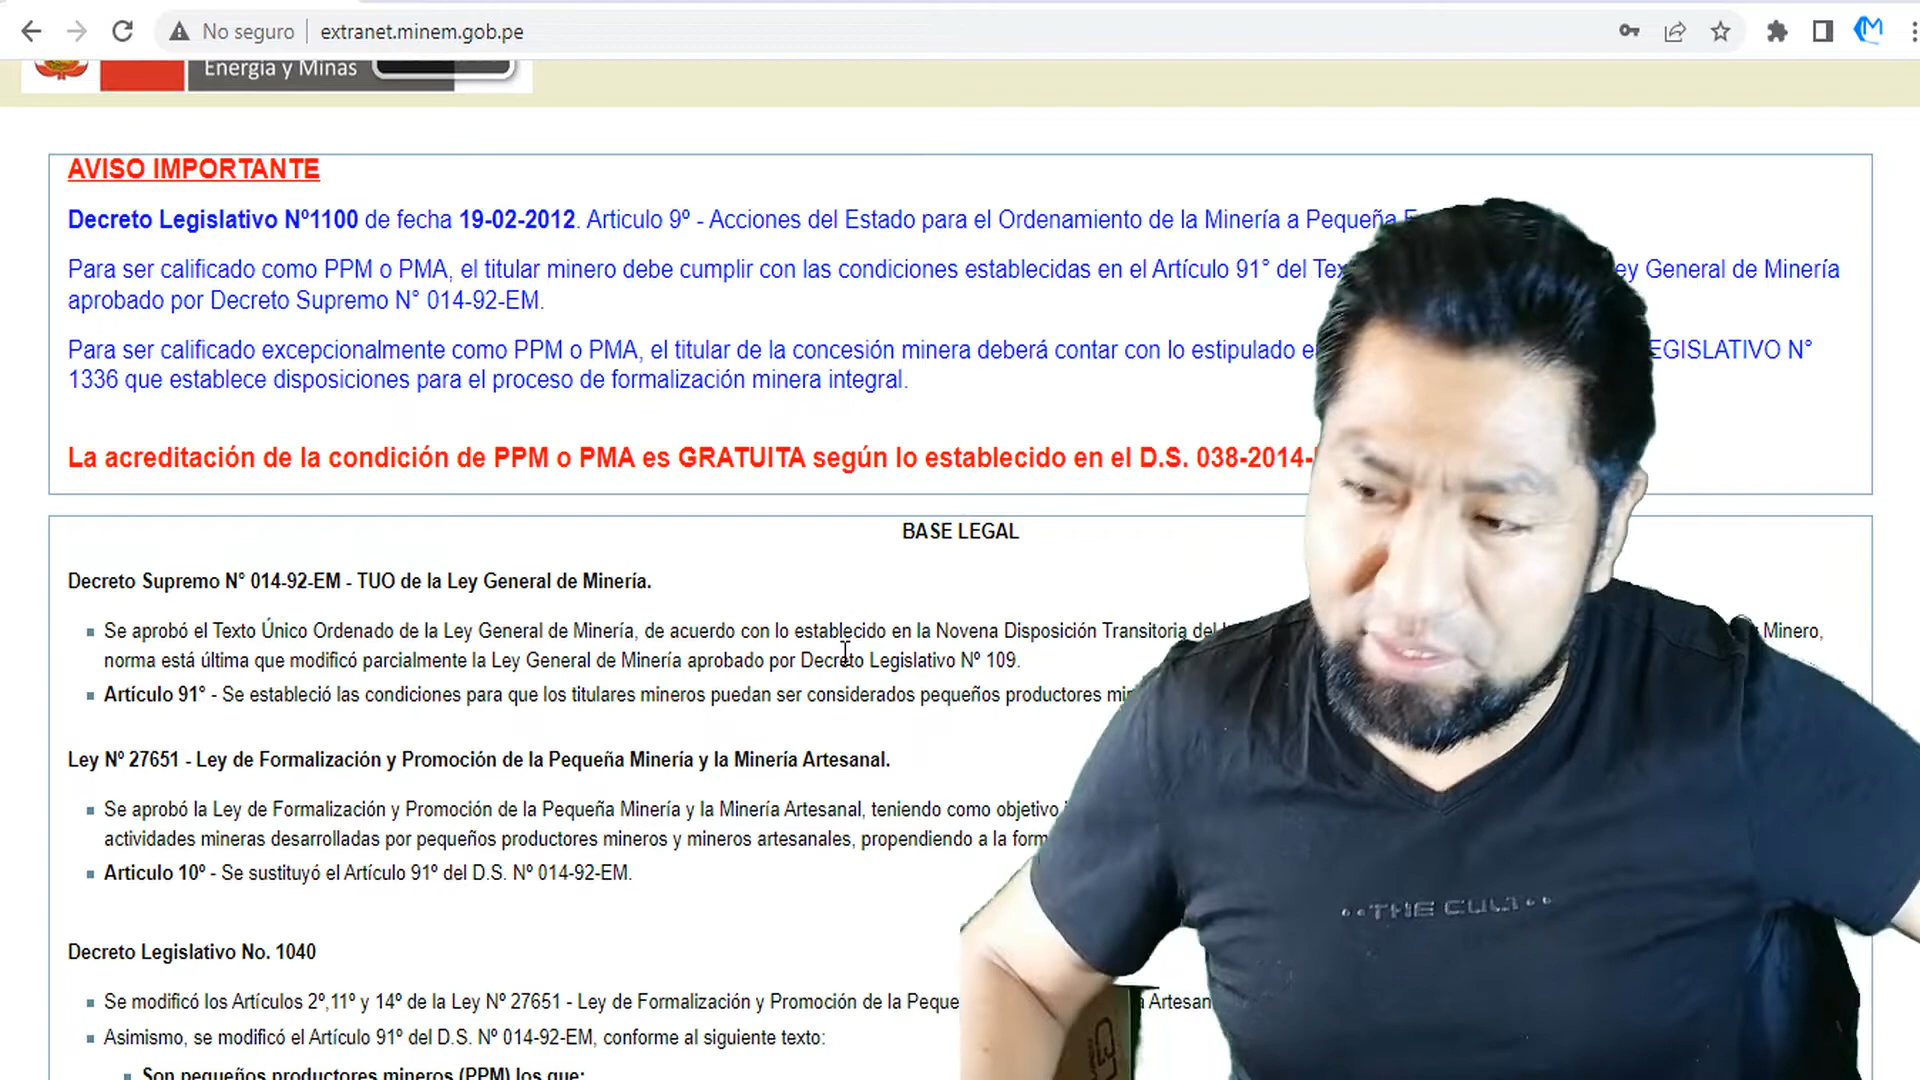 No seguro extranet.minem.gob.pe
Energía y Minas
AVISO IMPORTANTE
Decreto Legislativo Nº1100 de fecha 19-02-2012. Articulo 9º - Acciones del Estado para el Ordenamiento de la Minería a Pequeña
Para ser calificado como PPM o PMA, el titular minero debe cumplir con las condiciones establecidas en el Artículo 91° del General de Minería
aprobado por Decreto Supremo N° 014-92-EM.
Para ser calificado excepcionalmente como PPM o PMA, el titular de la concesión minera deberá contar con lo estipulado N°
1336 que establece disposiciones para el proceso de formalización minera integral.
La acreditación de la condición de PPM o PMA es GRATUITA según lo establecido en el D.S. 038-2014-
BASE LEGAL
Decreto Supremo N° 014-92-EM - TUO de la Ley General de Minería.
Se aprobó el Texto Único Ordenado de la Ley General de Minería, de acuerdo con lo establecido en la Novena Disposición Transitoria del Minero,
norma está última que modificó parcialmente la Ley General de Minería aprobado por Decreto Legislativo Nº 109.
Artículo 91° - Se estableció las condiciones para que los titulares mineros puedan ser considerados pequeños productores
Ley Nº 27651 - Ley de Formalización y Promoción de la Pequeña Minería y la Minería Artesanal.
Se aprobó la Ley de Formalización y Promoción de la Pequeña Minería y la Minería Artesanal, teniendo como objetivo
actividades mineras desarrolladas por pequeños productores mineros y mineros artesanales, propendiendo a la
Articulo 10º - Se sustituyó el Artículo 91º del D.S. Nº 014-92-EM.
Decreto Legislativo No. 1040
Se modificó los Artículos 2º,11º y 14º de la Ley Nº 27651 - Ley de Formalización y Promoción de la
Asimismo, se modificó el Artículo 91º del D.S. Nº 014-92-EM, conforme al siguiente texto:
Son pequeños productores mineros (PPM) los que:
THE CULT